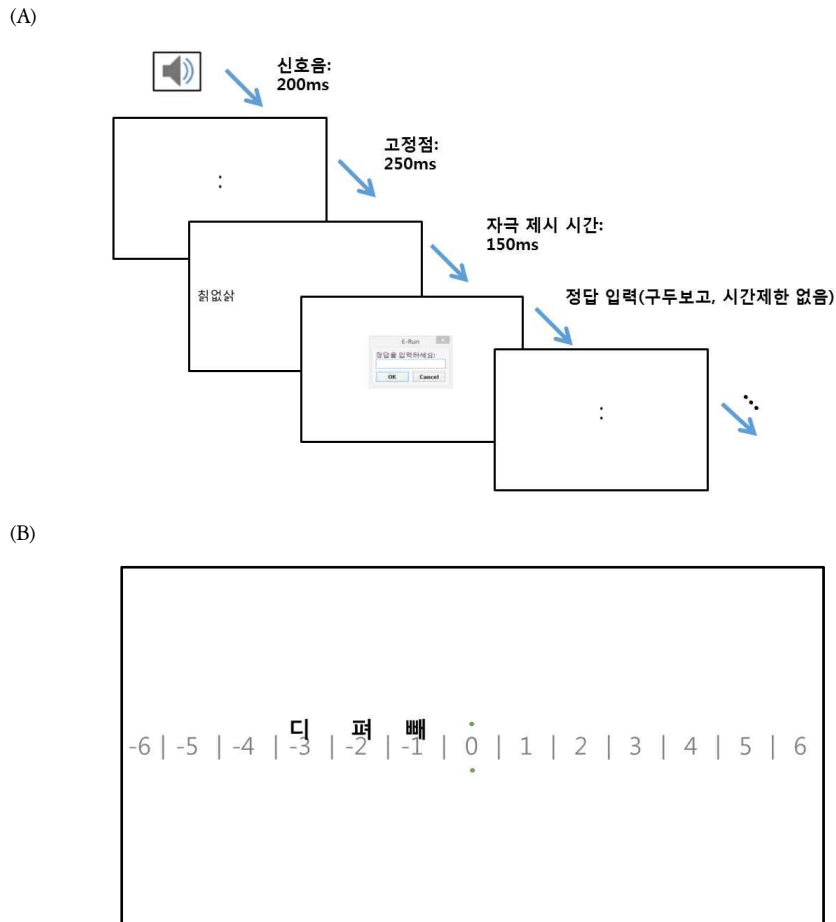 (A)
신호음:
200ms
고정점:
250ms
:
자극 제시 시간:
150ms
칡없삶
정답 입력(구두보고, 시간제한 없음)
E-Run
정답을 입력하세요:
OK Cancel
:
(B)
디 펴 빼
-6 | -5 | -4 | -3 | -2 | -1 | 0 | 1 | 2 | 3 | 4 | 5 | 6